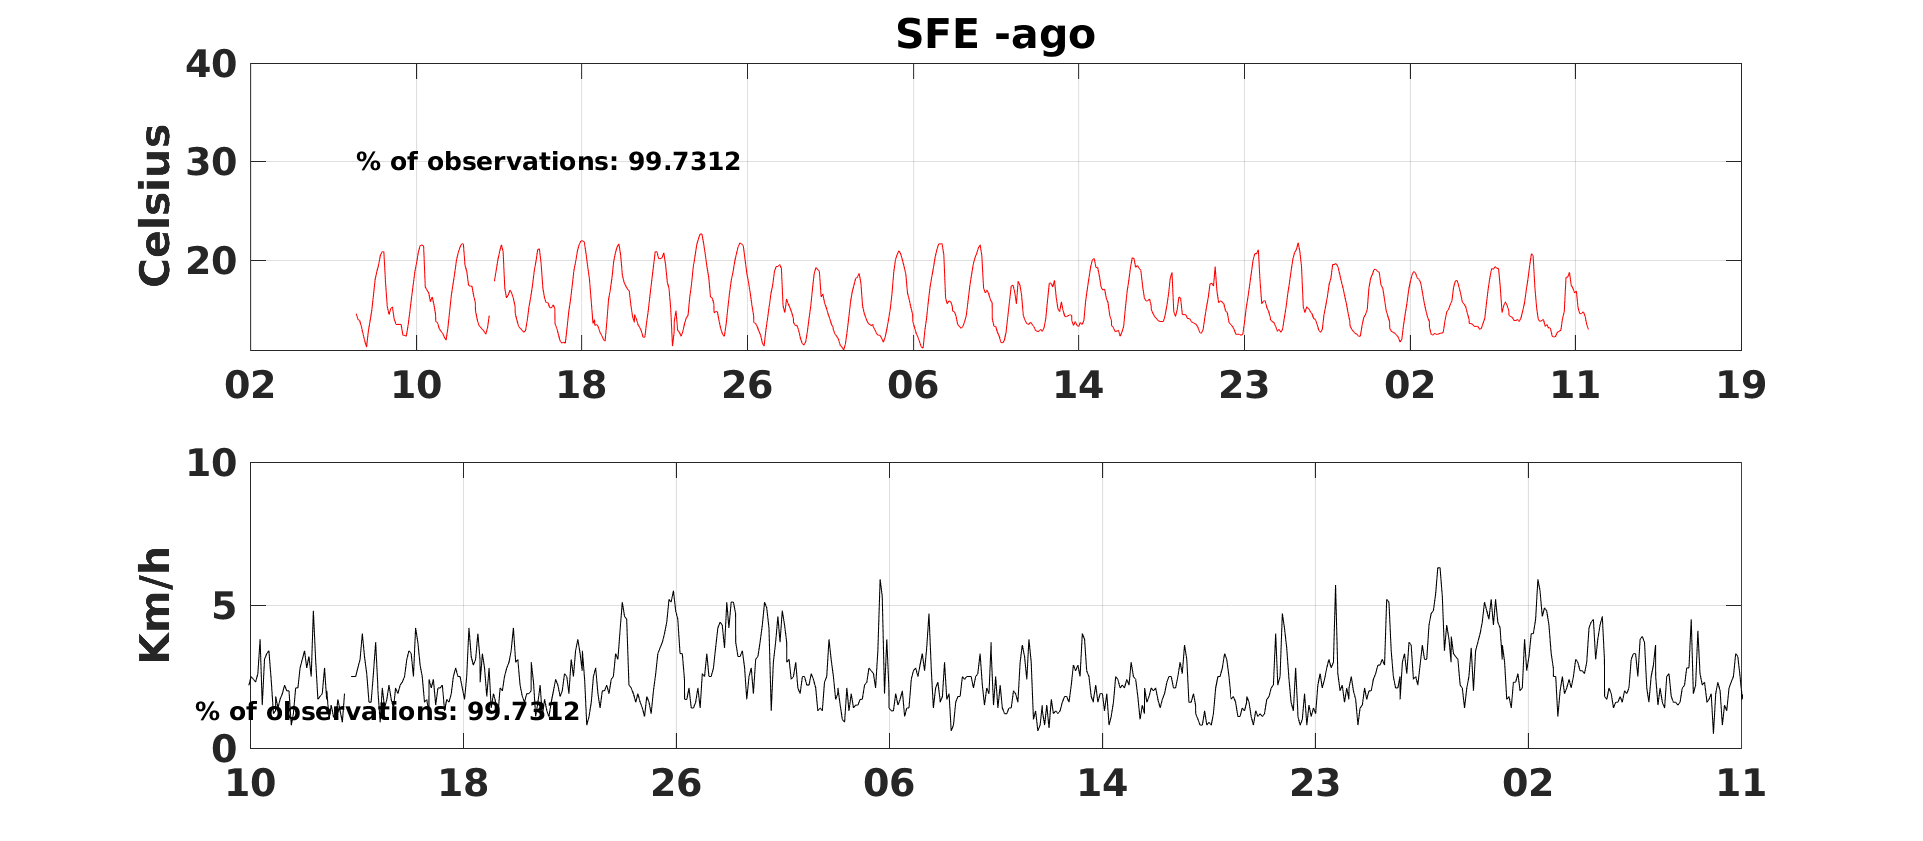 SFE -ago
40
30
20
Celsius
% of observations: 99.7312
02 10 18 26 06 14 23 02 11 19
10
5
0
Km/h
% of observations: 99.7312
10 18 26 06 14 23 02 11